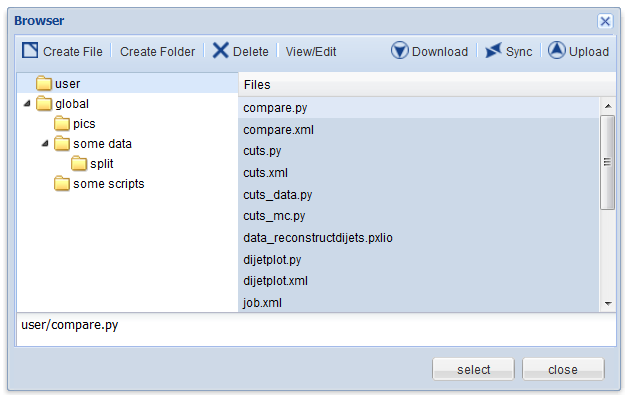 Browser
Create File Create Folder Delete View/Edit Download Sync Upload
user
global
pics
some data
split
some scripts
Files
compare.py
compare.xml
cuts.py
cuts.xml
cuts_data.py
cuts_mc.py
data_reconstructdijets.pxlio
dijetplot.py
dijetplot.xml
job.xml
user/compare.py
select close